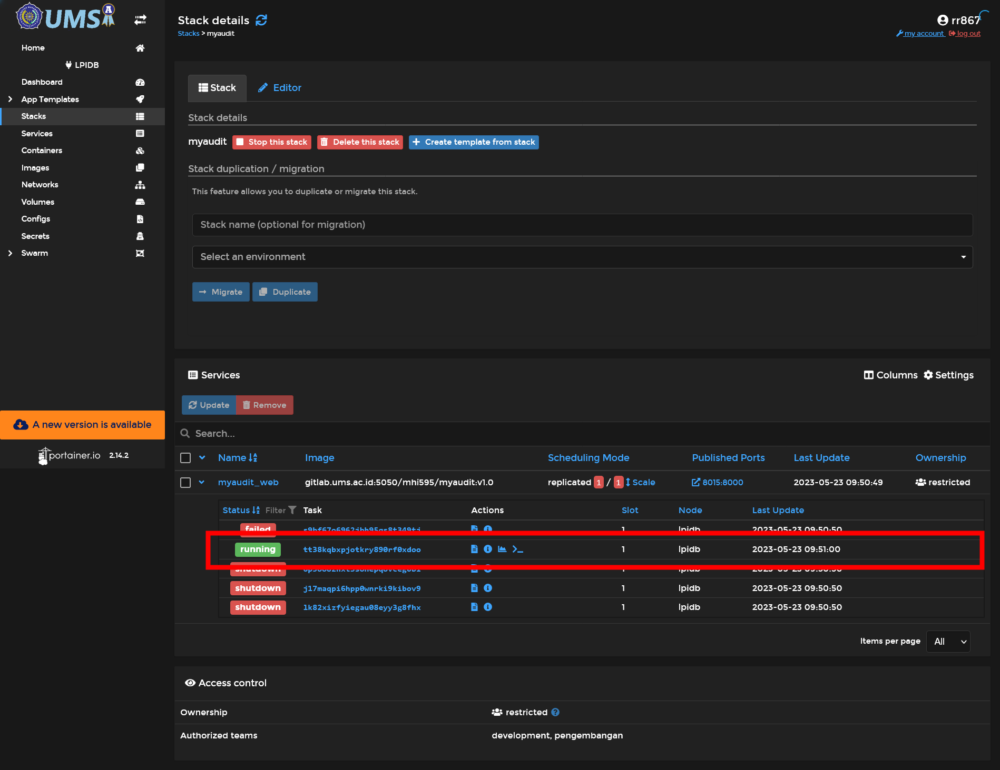 UMS A
Stack details
Stacks > myaudit
rr867
my account log out
Home
LPIDB
Dashboard
App Templates
Stacks
Services
Containers
Images
Networks
Volumes
Configs
Secrets
Swarm
A new version is available
portainer.io 2.14.2
Stack Editor
Stack details
myaudit Stop this stack Delete this stack Create template from stack
Stack duplication / migration
This feature allows you to duplicate or migrate this stack.
Stack name (optional for migration)
Select an environment
Migrate Duplicate
Services Columns Settings
Update Remove
Search...
Name Image Scheduling Mode Published Ports Last Update Ownership
myaudit_web gitlab.ums.ac.id:5050/mhi595/myaudit:v1.0 replicated 1 / 1 Scale 8015:8000 2023-05-23 09:50:49 restricted
Status Filter Task Actions Slot Node Last Update
failed 1 lpidb 2023-05-23 09:50:50
running tt38kqbxpjotkry890rf0xdoo 1 lpidb 2023-05-23 09:51:00
shutdown 1 lpidb 2023-05-23 09:50:50
shutdown j17maqpi6hpp0wnrki9kibov9 1 lpidb 2023-05-23 09:50:50
shutdown lk82xizfyiegau08eyy3g8fhx 1 lpidb 2023-05-23 09:50:50
Items per page All
Access control
Ownership restricted
Authorized teams development, pengembangan